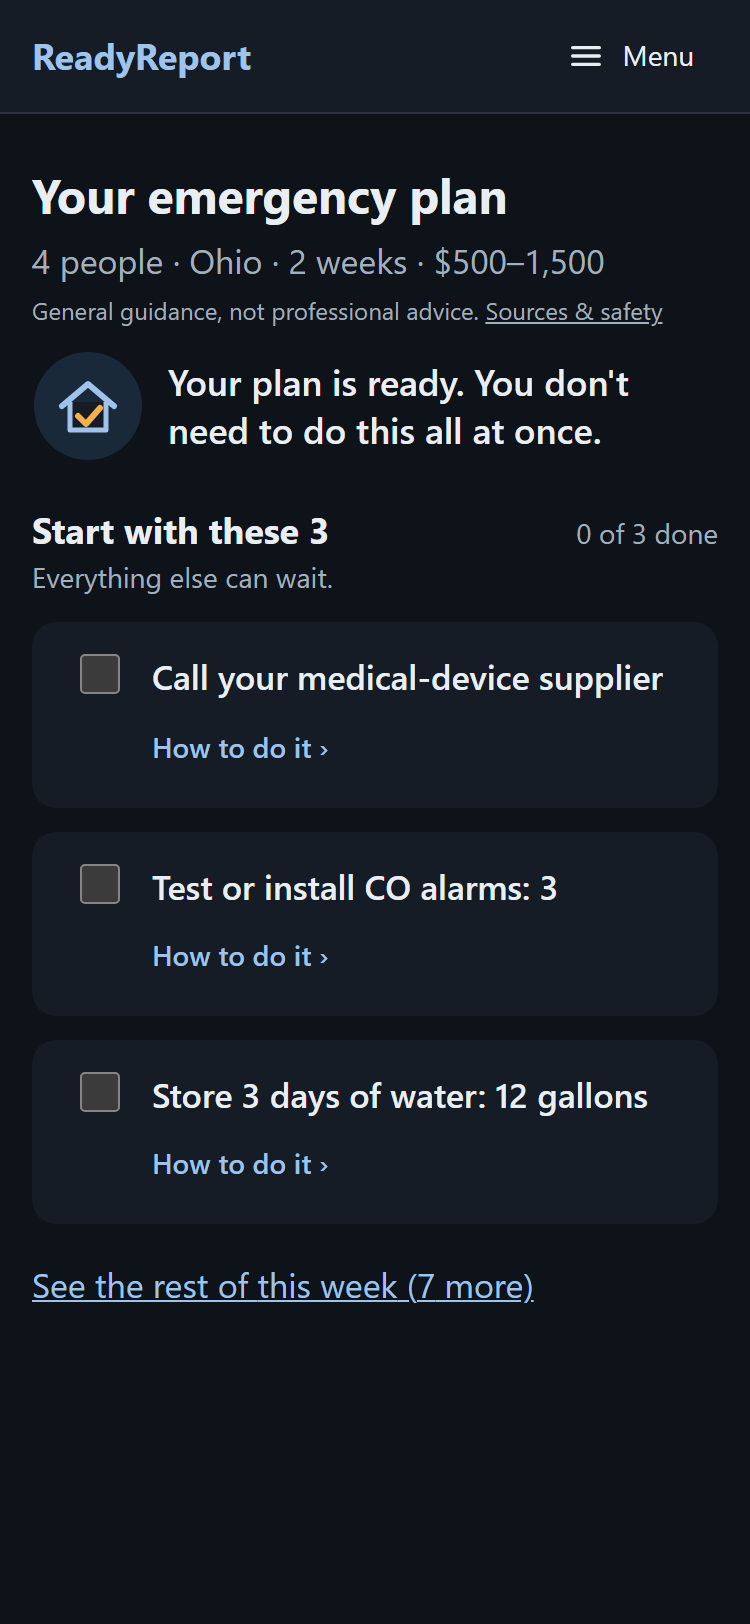 ReadyReport
Menu
Your emergency plan
4 people · Ohio · 2 weeks · $500–1,500
General guidance, not professional advice. Sources & safety
Your plan is ready. You don't
need to do this all at once.
Start with these 3
0 of 3 done
Everything else can wait.
Call your medical-device supplier
How to do it ›
Test or install CO alarms: 3
How to do it ›
Store 3 days of water: 12 gallons
How to do it ›
See the rest of this week (7 more)